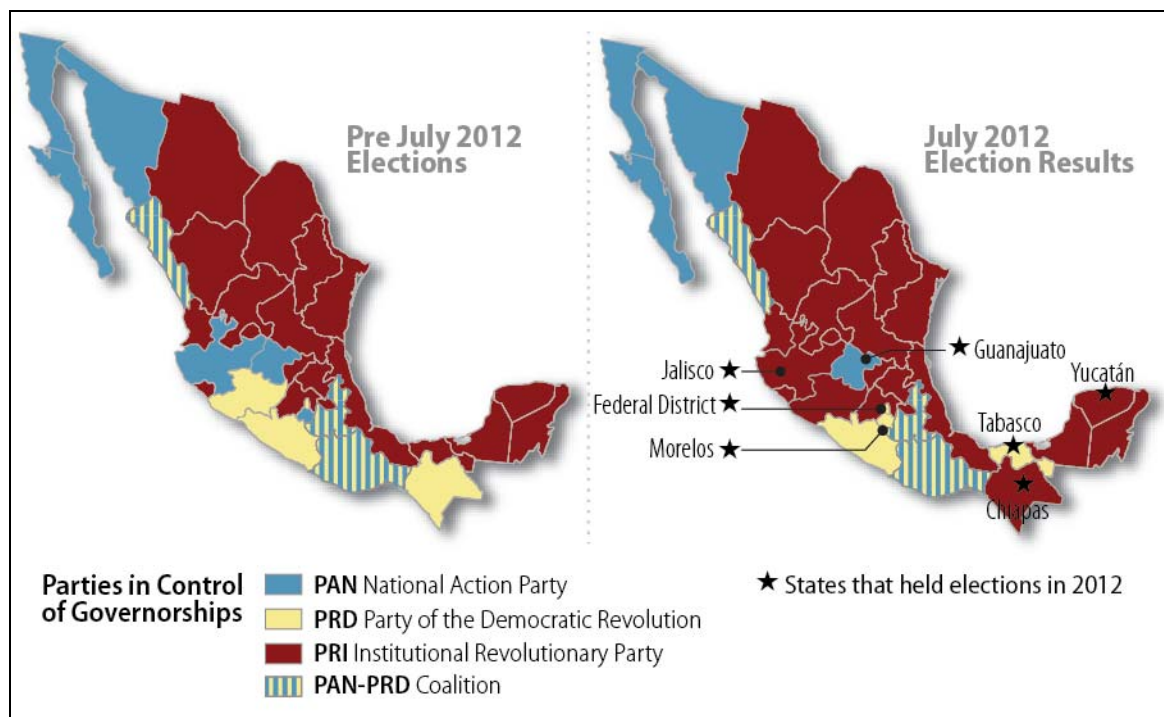 Pre July 2012
Elections
July 2012
Election Results
Guanajuato
Jalisco
Yucatán
Federal District
Tabasco
Morelos
Chiapas
Parties in Control
of Governorships
PAN National Action Party
PRD Party of the Democratic Revolution
PRI Institutional Revolutionary Party
PAN-PRD Coalition
States that held elections in 2012